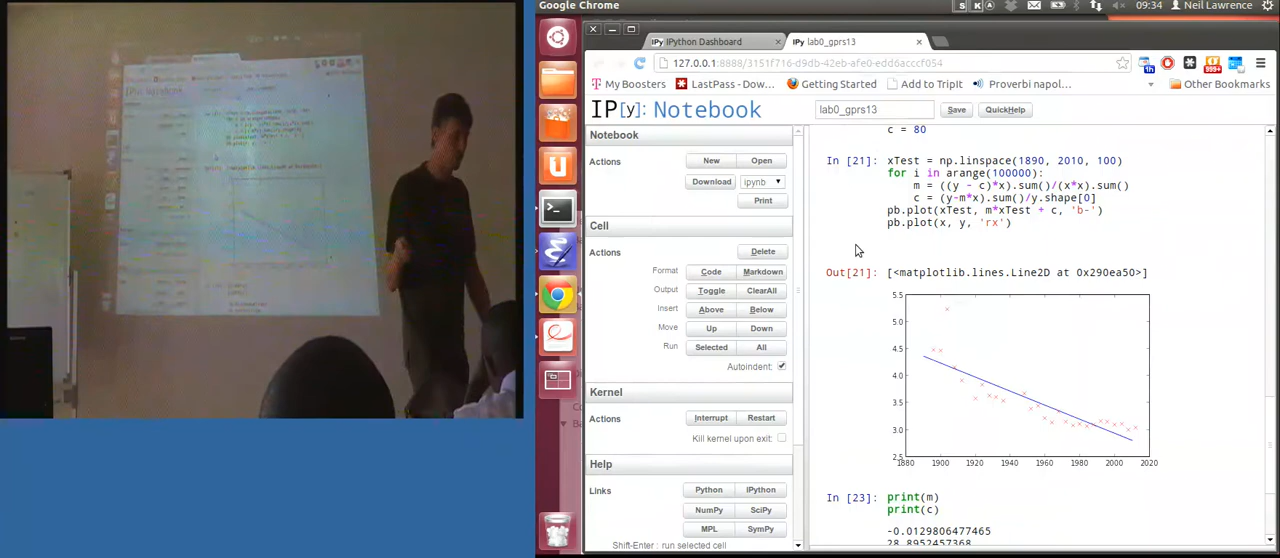 Google Chrome
09:34
Neil Lawrence
IP[y] IPython Dashboard
IPy lab0_gprs13
127.0.0.1:8888/3151f716-d9db-42eb-afe0-edd6acccf054
My Boosters
LastPass - Dow...
Getting Started
Add to TripIt
Proverbi napol...
Other Bookmarks
IP[y]: Notebook
lab0_gprs13
Save
QuickHelp
Notebook
Actions
New
Open
Download
ipynb
Print
Cell
Actions
Delete
Format
Code
Markdown
Output
Toggle
ClearAll
Insert
Above
Below
Move
Up
Down
Run
Selected
All
Autoindent:
Kernel
Actions
Interrupt
Restart
Kill kernel upon exit:
Help
Links
Python
IPython
NumPy
SciPy
MPL
SymPy
Shift-Enter : run selected cell
c = 80
In [21]: xTest = np.linspace(1890, 2010, 100)
for i in arange(100000):
m = ((y - c)*x).sum()/(x*x).sum()
c = (y-m*x).sum()/y.shape[0]
pb.plot(xTest, m*xTest + c, 'b-')
pb.plot(x, y, 'rx')
Out[21]: [<matplotlib.lines.Line2D at 0x290ea50>]
5.5
5.0
4.5
4.0
3.5
3.0
2.5
1880 1900 1920 1940 1960 1980 2000 2020
In [23]: print(m)
print(c)
-0.0129806477465
28.8952457368